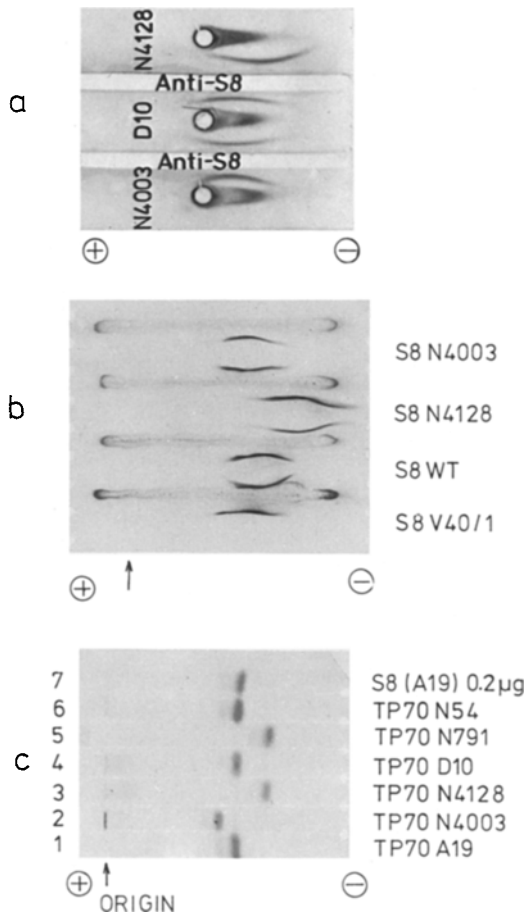 a
N4128
Anti-S8
D10
Anti-S8
N4003
+ −
b
S8 N4003
S8 N4128
S8 WT
S8 V40/1
+ −
c
7 S8 (A19) 0.2µg
6 TP70 N54
5 TP70 N791
4 TP70 D10
3 TP70 N4128
2 TP70 N4003
1 TP70 A19
+ −
ORIGIN